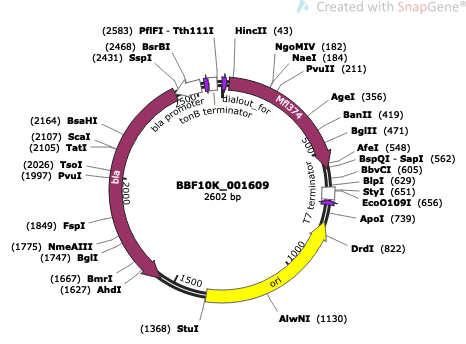 Created with SnapGene®
(2583) PflFI - Tth111I
HincII (43)
(2468) BsrBI
(2431) SspI
NgoMIV (182)
NaeI (184)
PvuII (211)
AgeI (356)
BanII (419)
BglII (471)
AfeI (548)
BspQI - SapI (562)
BbvCI (605)
BlpI (629)
StyI (651)
EcoO109I (656)
ApoI (739)
DrdI (822)
AlwNI (1130)
(1368) StuI
(1627) AhdI
(1667) BmrI
(1747) BglI
(1775) NmeAIII
(1849) FspI
(1997) PvuI
(2026) TsoI
(2105) TatI
(2107) ScaI
(2164) BsaHI
bla promoter
tonB terminator
dialout_for
Mfl374
T7 terminator
ori
bla
500
1000
1500
2000
2500
BBF10K_001609
2602 bp